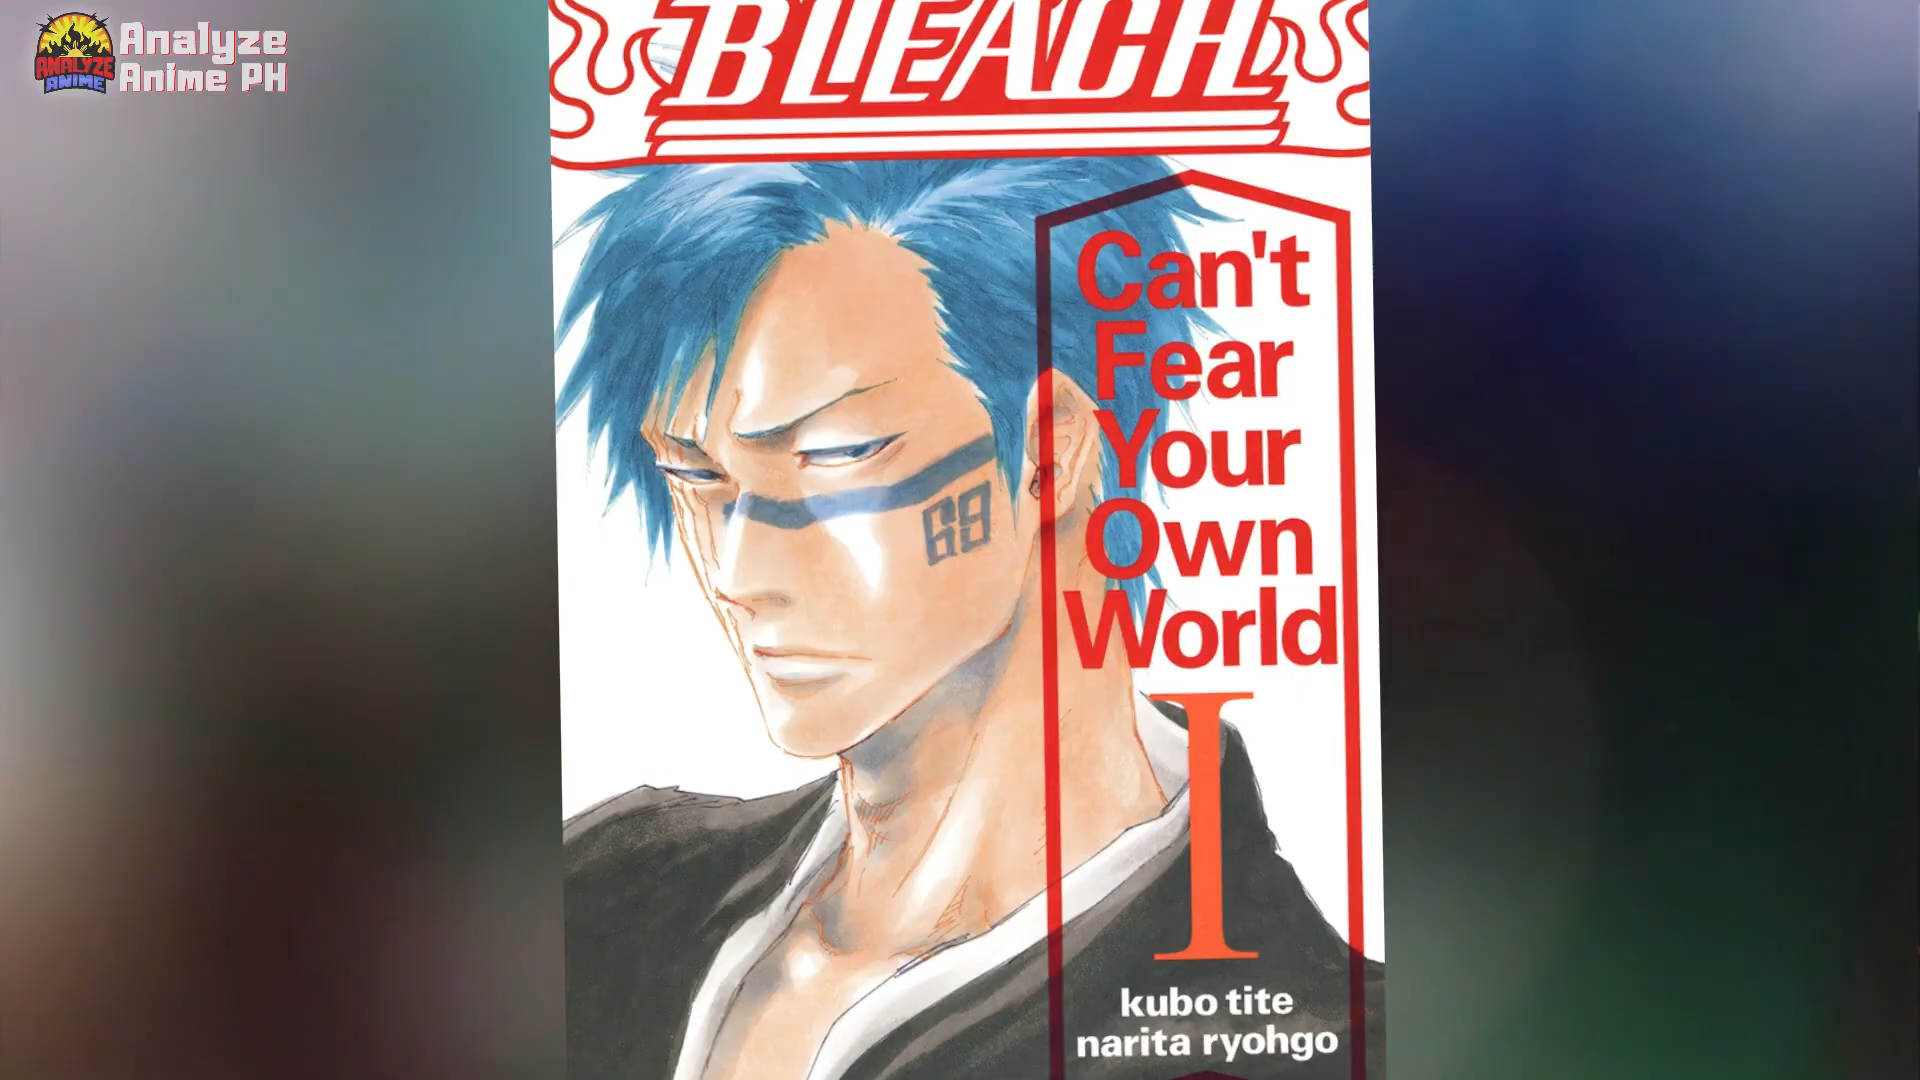 Analyze
Anime PH
ANALYZE
ANIME
BLEACH
Can't
Fear
Your
Own
World
I
69
kubo tite
narita ryohgo